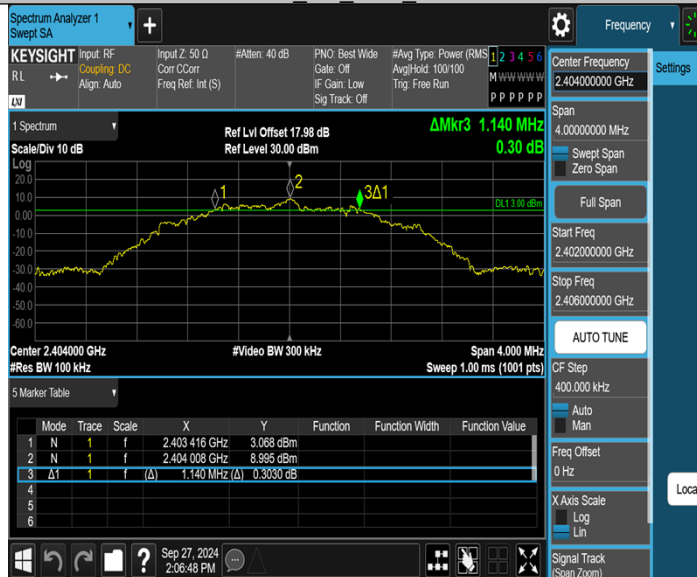 Spectrum Analyzer 1
Swept SA
Frequency
KEYSIGHT
RL
LXI
Input: RF
Coupling: DC
Align: Auto
Input Z: 50 Ω
Corr CCorr
Freq Ref: Int (S)
#Atten: 40 dB
PNO: Best Wide
Gate: Off
IF Gain: Low
Sig Track: Off
#Avg Type: Power (RMS
Avg|Hold: 100/100
Trig: Free Run
1 2 3 4 5 6
M W W W W W
P P P P P P
1 Spectrum
Scale/Div 10 dB
Ref Lvl Offset 17.98 dB
Ref Level 30.00 dBm
ΔMkr3 1.140 MHz
0.30 dB
Log
20.0
10.0
0.00
-10.0
-20.0
-30.0
-40.0
-50.0
-60.0
1
2
3Δ1
DL1 3.00 dBm
Center 2.404000 GHz
#Video BW 300 kHz
Span 4.000 MHz
#Res BW 100 kHz
Sweep 1.00 ms (1001 pts)
5 Marker Table
Mode Trace Scale X Y Function Function Width Function Value
1 N 1 f 2.403 416 GHz 3.068 dBm
2 N 1 f 2.404 008 GHz 8.995 dBm
3 Δ1 1 f (Δ) 1.140 MHz (Δ) 0.3030 dB
4
5
6
Sep 27, 2024
2:06:48 PM
Center Frequency
2.404000000 GHz
Settings
Span
4.00000000 MHz
Swept Span
Zero Span
Full Span
Start Freq
2.402000000 GHz
Stop Freq
2.406000000 GHz
AUTO TUNE
CF Step
400.000 kHz
Auto
Man
Freq Offset
0 Hz
X Axis Scale
Log
Lin
Signal Track
(Span Zoom)
Loca